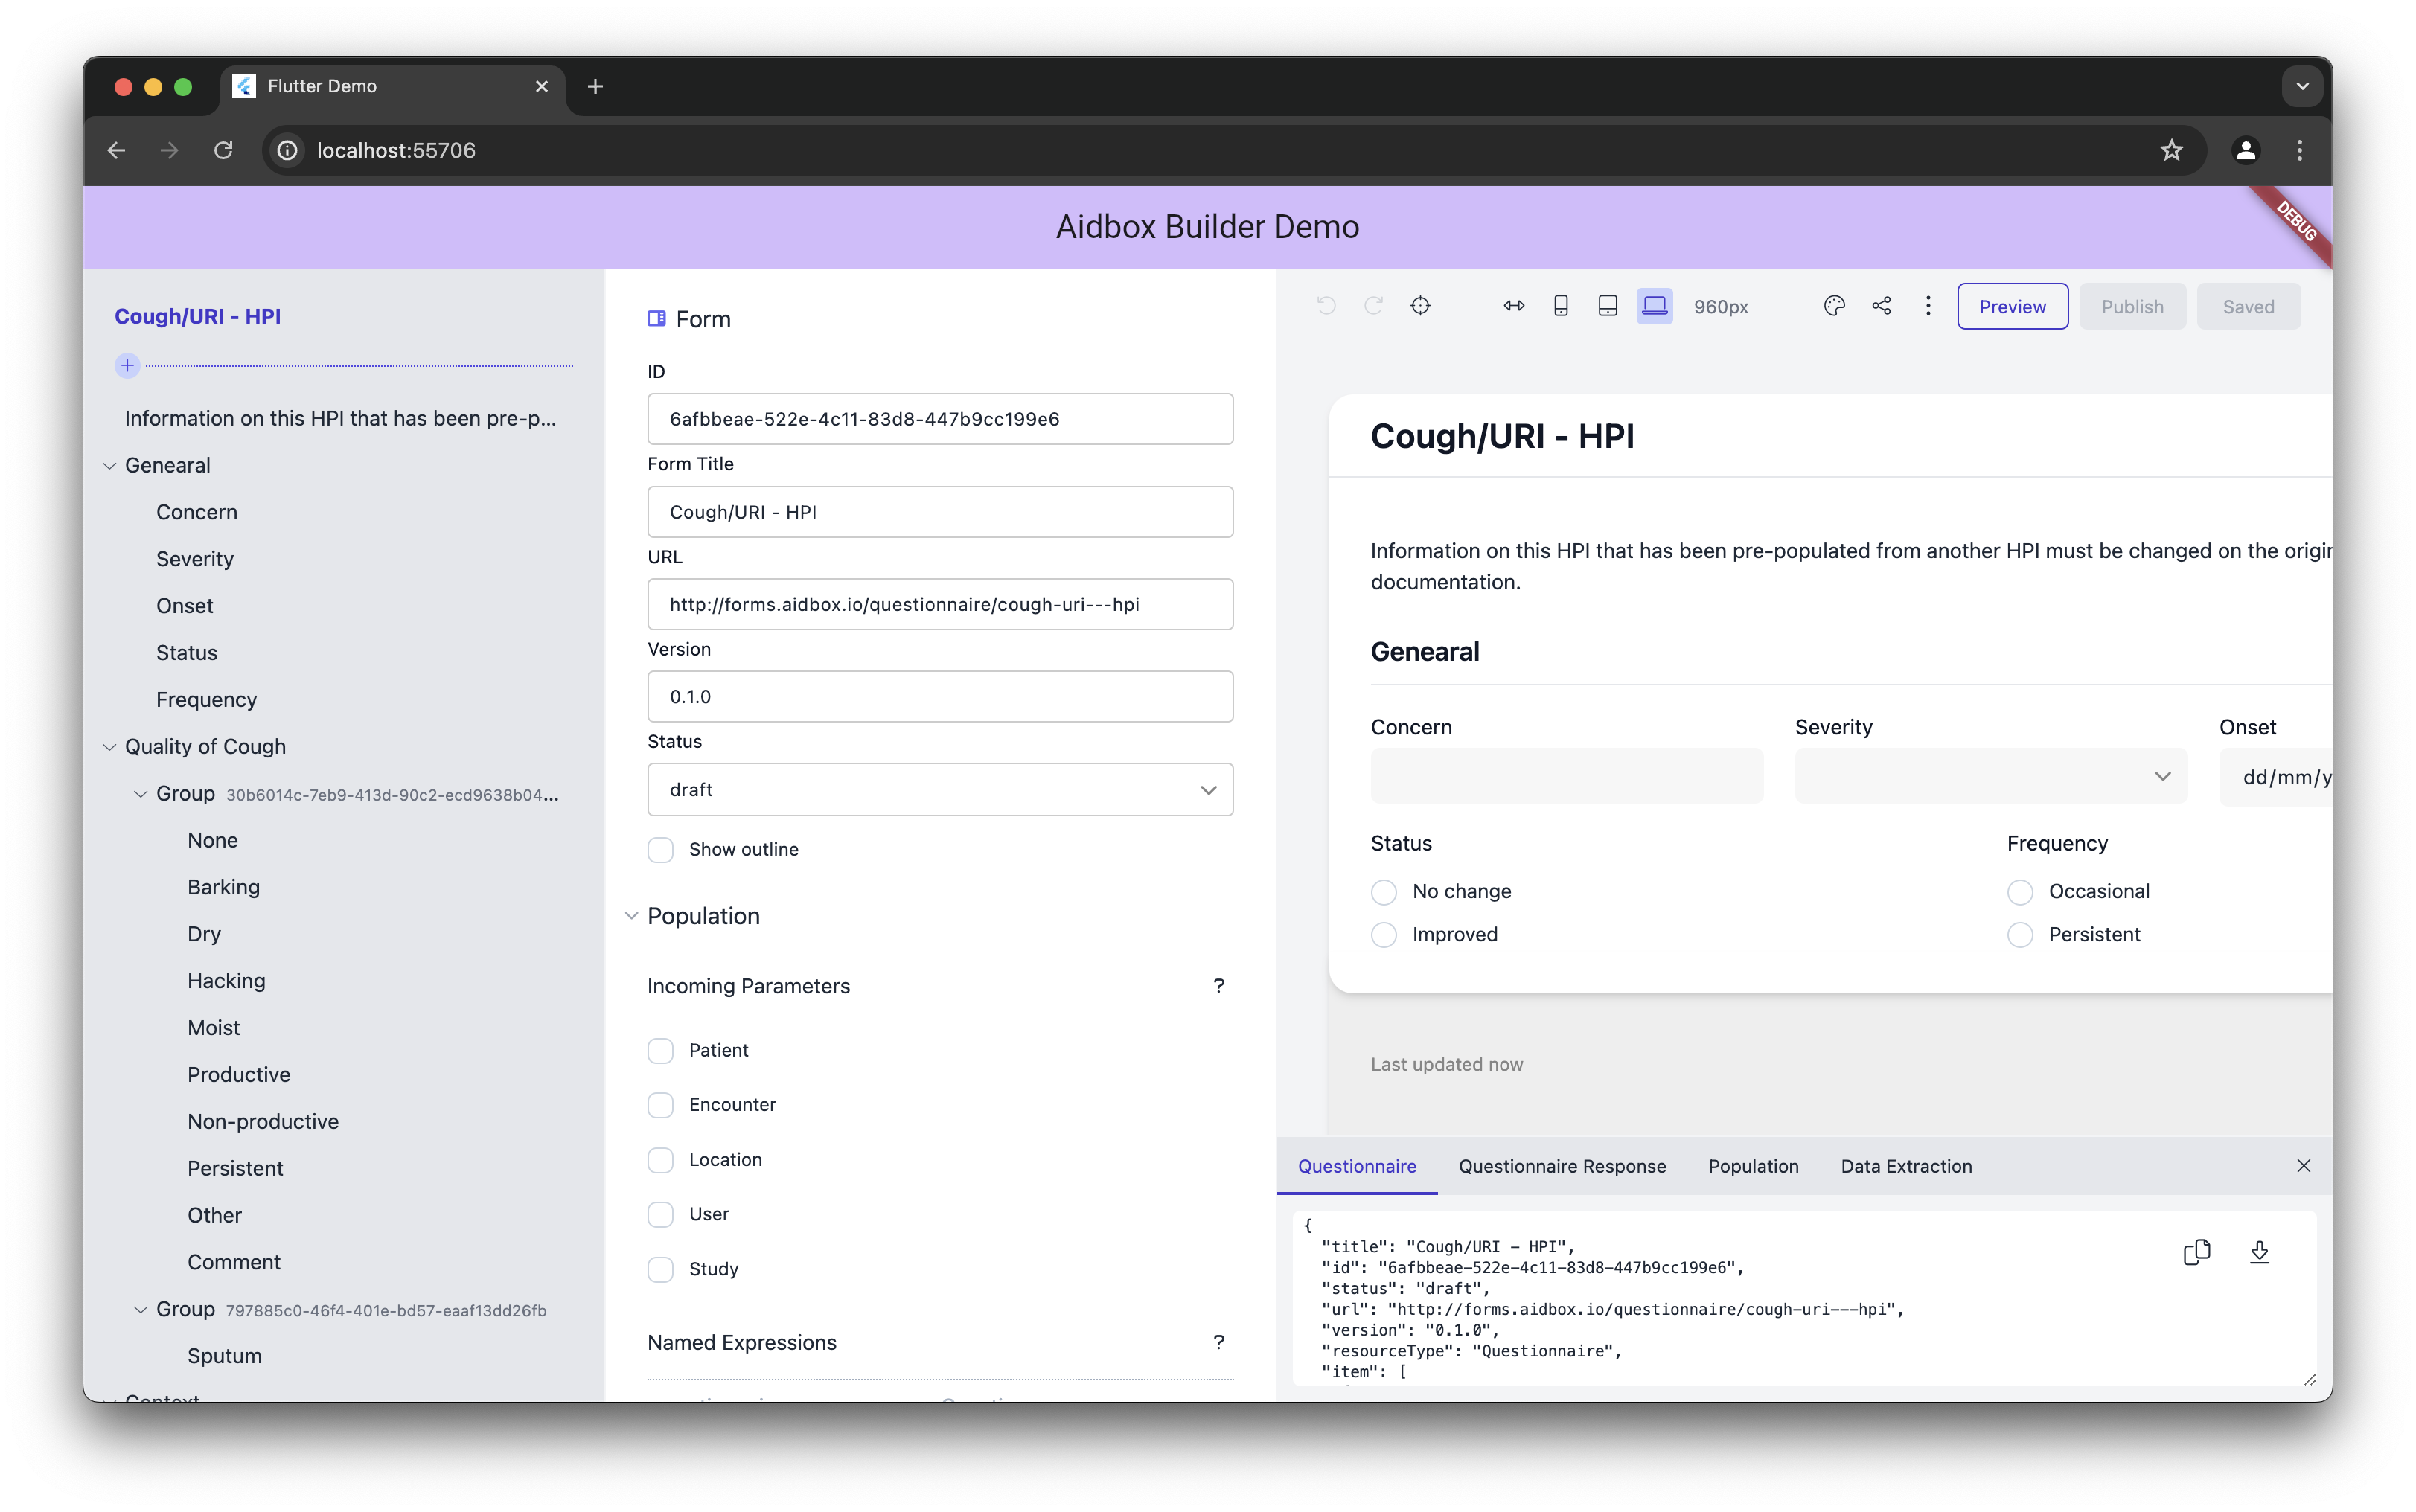 Flutter Demo
localhost:55706
Aidbox Builder Demo
DEBUG
Cough/URI - HPI
Information on this HPI that has been pre-p...
Genearal
Concern
Severity
Onset
Status
Frequency
Quality of Cough
Group 30b6014c-7eb9-413d-90c2-ecd9638b04...
None
Barking
Dry
Hacking
Moist
Productive
Non-productive
Persistent
Other
Comment
Group 797885c0-46f4-401e-bd57-eaaf13dd26fb
Sputum
Context
Form
ID
6afbbeae-522e-4c11-83d8-447b9cc199e6
Form Title
Cough/URI - HPI
URL
http://forms.aidbox.io/questionnaire/cough-uri---hpi
Version
0.1.0
Status
draft
Show outline
Population
Incoming Parameters ?
Patient
Encounter
Location
User
Study
Named Expressions ?
960px
Preview
Publish
Saved
Cough/URI - HPI
Information on this HPI that has been pre-populated from another HPI must be changed on the origin
documentation.
Genearal
Concern Severity Onset
dd/mm/y
Status Frequency
No change Occasional
Improved Persistent
Last updated now
Questionnaire Questionnaire Response Population Data Extraction
{
"title": "Cough/URI - HPI",
"id": "6afbbeae-522e-4c11-83d8-447b9cc199e6",
"status": "draft",
"url": "http://forms.aidbox.io/questionnaire/cough-uri---hpi",
"version": "0.1.0",
"resourceType": "Questionnaire",
"item": [